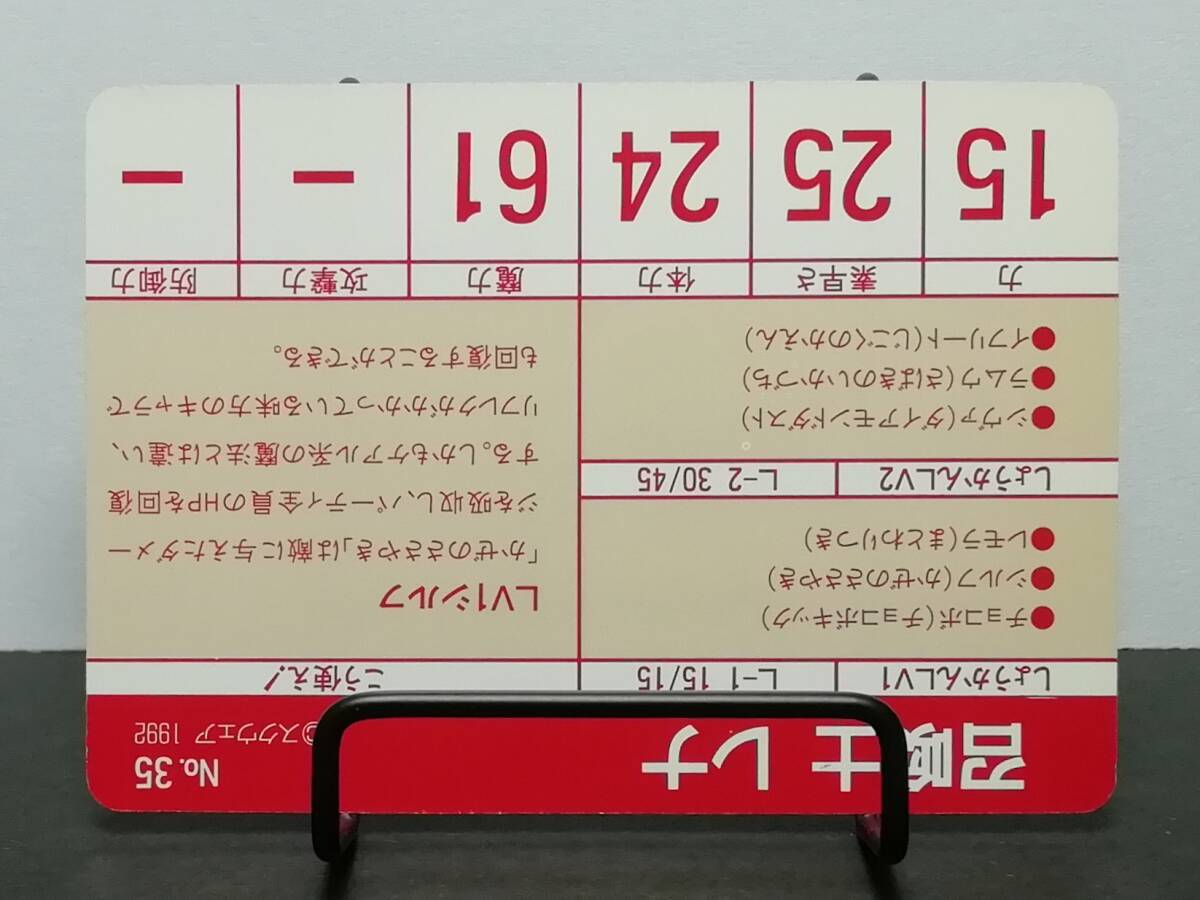 召喚士 レナ
No.35
©スクウェア 1992
しょうかんLV1
L-1 15/15
こう使え!
●チョコボ(チョコボキック)
●シルフ(かぜのささやき)
●レモラ(まとわりつき)
しょうかんLV2
L-2 30/45
●シヴァ(ダイアモンドダスト)
●ラムウ(さばきのいかづち)
●イフリート(じごくのかえん)
LV1シルフ
「かぜのささやき」は敵に与えたダメー
ジを吸収し、パーティ全員のHPを回復
する。しかもケアル系の魔法とは違い、
リフレクがかかっている味方のキャラで
も回復することができる。
力
素早さ
体力
魔力
攻撃力
防御力
15
25
24
61
−
−